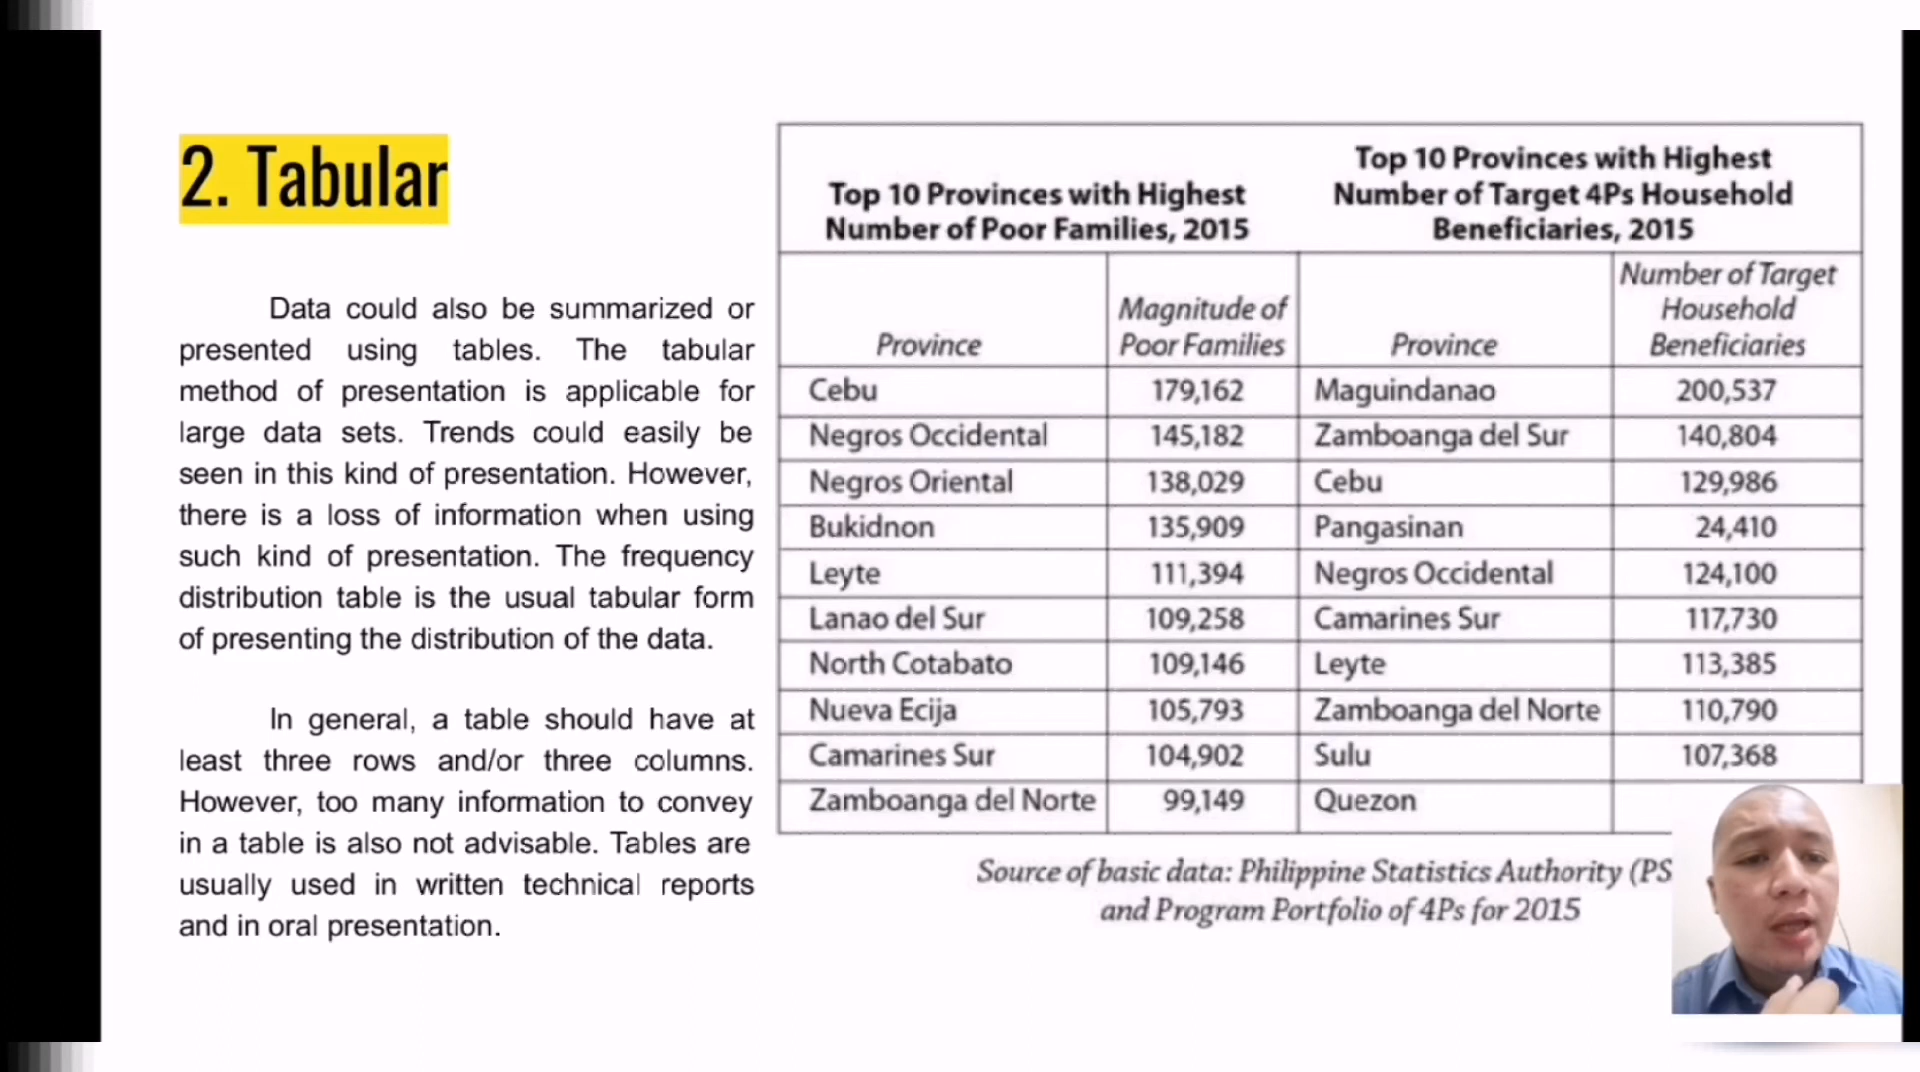 2. Tabular
Data could also be summarized or
presented using tables. The tabular
method of presentation is applicable for
large data sets. Trends could easily be
seen in this kind of presentation. However,
there is a loss of information when using
such kind of presentation. The frequency
distribution table is the usual tabular form
of presenting the distribution of the data.
In general, a table should have at
least three rows and/or three columns.
However, too many information to convey
in a table is also not advisable. Tables are
usually used in written technical reports
and in oral presentation.
Top 10 Provinces with Highest
Number of Poor Families, 2015
Top 10 Provinces with Highest
Number of Target 4Ps Household
Beneficiaries, 2015
Province
Magnitude of
Poor Families
Province
Number of Target
Household
Beneficiaries
Cebu 179,162 Maguindanao 200,537
Negros Occidental 145,182 Zamboanga del Sur 140,804
Negros Oriental 138,029 Cebu 129,986
Bukidnon 135,909 Pangasinan 24,410
Leyte 111,394 Negros Occidental 124,100
Lanao del Sur 109,258 Camarines Sur 117,730
North Cotabato 109,146 Leyte 113,385
Nueva Ecija 105,793 Zamboanga del Norte 110,790
Camarines Sur 104,902 Sulu 107,368
Zamboanga del Norte 99,149 Quezon
Source of basic data: Philippine Statistics Authority (PS
and Program Portfolio of 4Ps for 2015